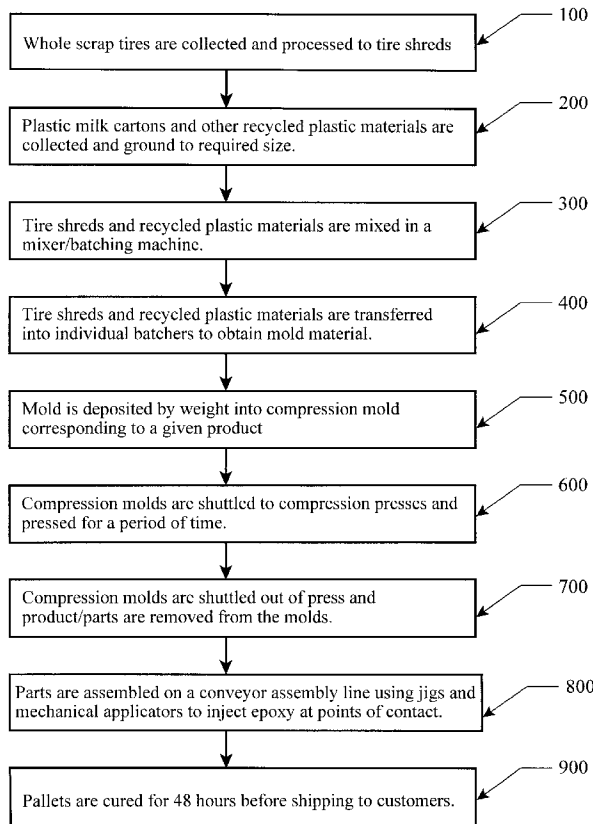 100
Whole scrap tires are collected and processed to tire shreds
200
Plastic milk cartons and other recycled plastic materials are
collected and ground to required size.
300
Tire shreds and recycled plastic materials are mixed in a
mixer/batching machine.
400
Tire shreds and recycled plastic materials are transferred
into individual batchers to obtain mold material.
500
Mold is deposited by weight into compression mold
corresponding to a given product
600
Compression molds are shuttled to compression presses and
pressed for a period of time.
700
Compression molds are shuttled out of press and
product/parts are removed from the molds.
800
Parts are assembled on a conveyor assembly line using jigs and
mechanical applicators to inject epoxy at points of contact.
900
Pallets are cured for 48 hours before shipping to customers.